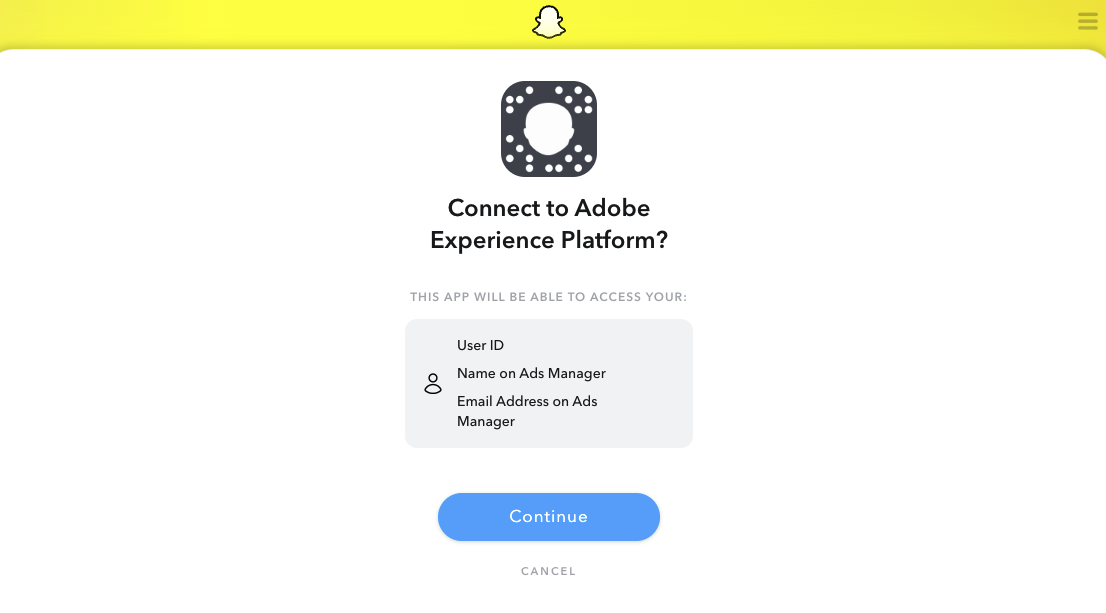 Connect to Adobe
Experience Platform?
THIS APP WILL BE ABLE TO ACCESS YOUR:
User ID
Name on Ads Manager
Email Address on Ads
Manager
Continue
CANCEL